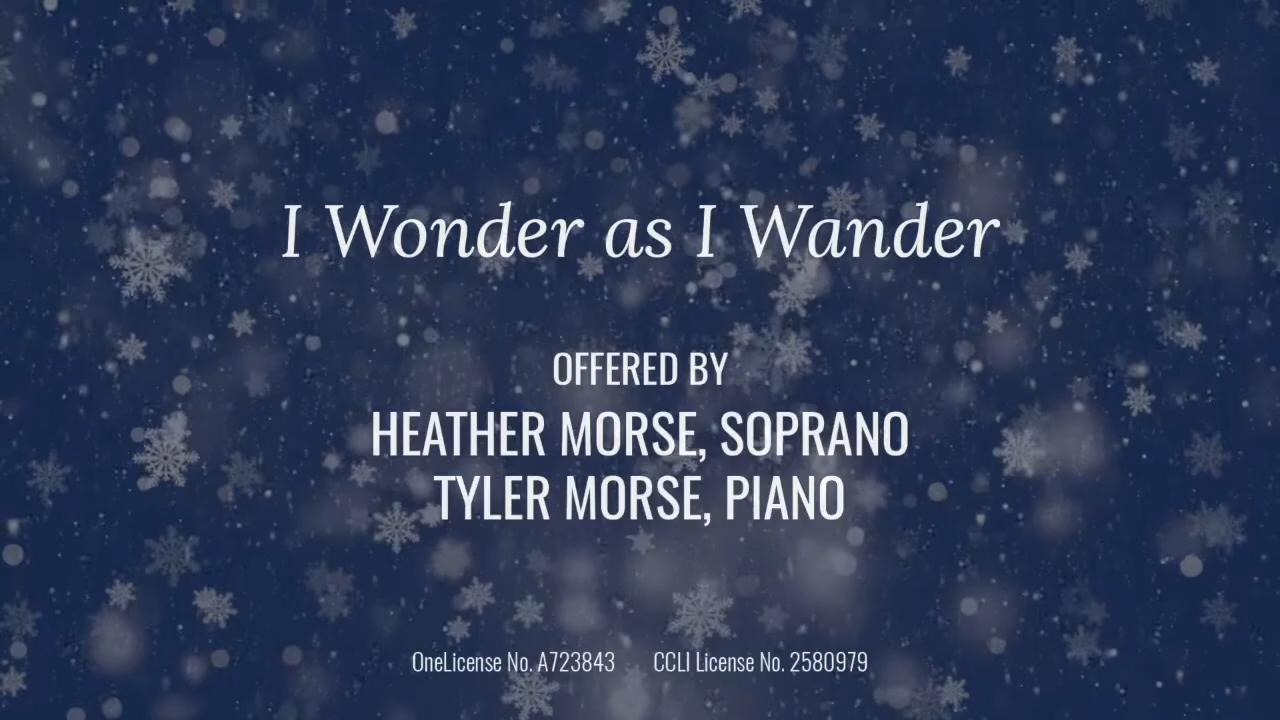 I Wonder as I Wander
OFFERED BY
HEATHER MORSE, SOPRANO
TYLER MORSE, PIANO
OneLicense No. A723843 CCLI License No. 2580979